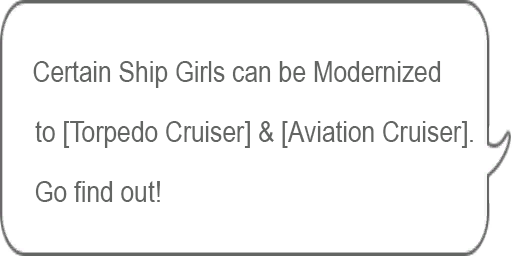 Certain Ship Girls can be Modernized
to [Torpedo Cruiser] & [Aviation Cruiser].
Go find out!